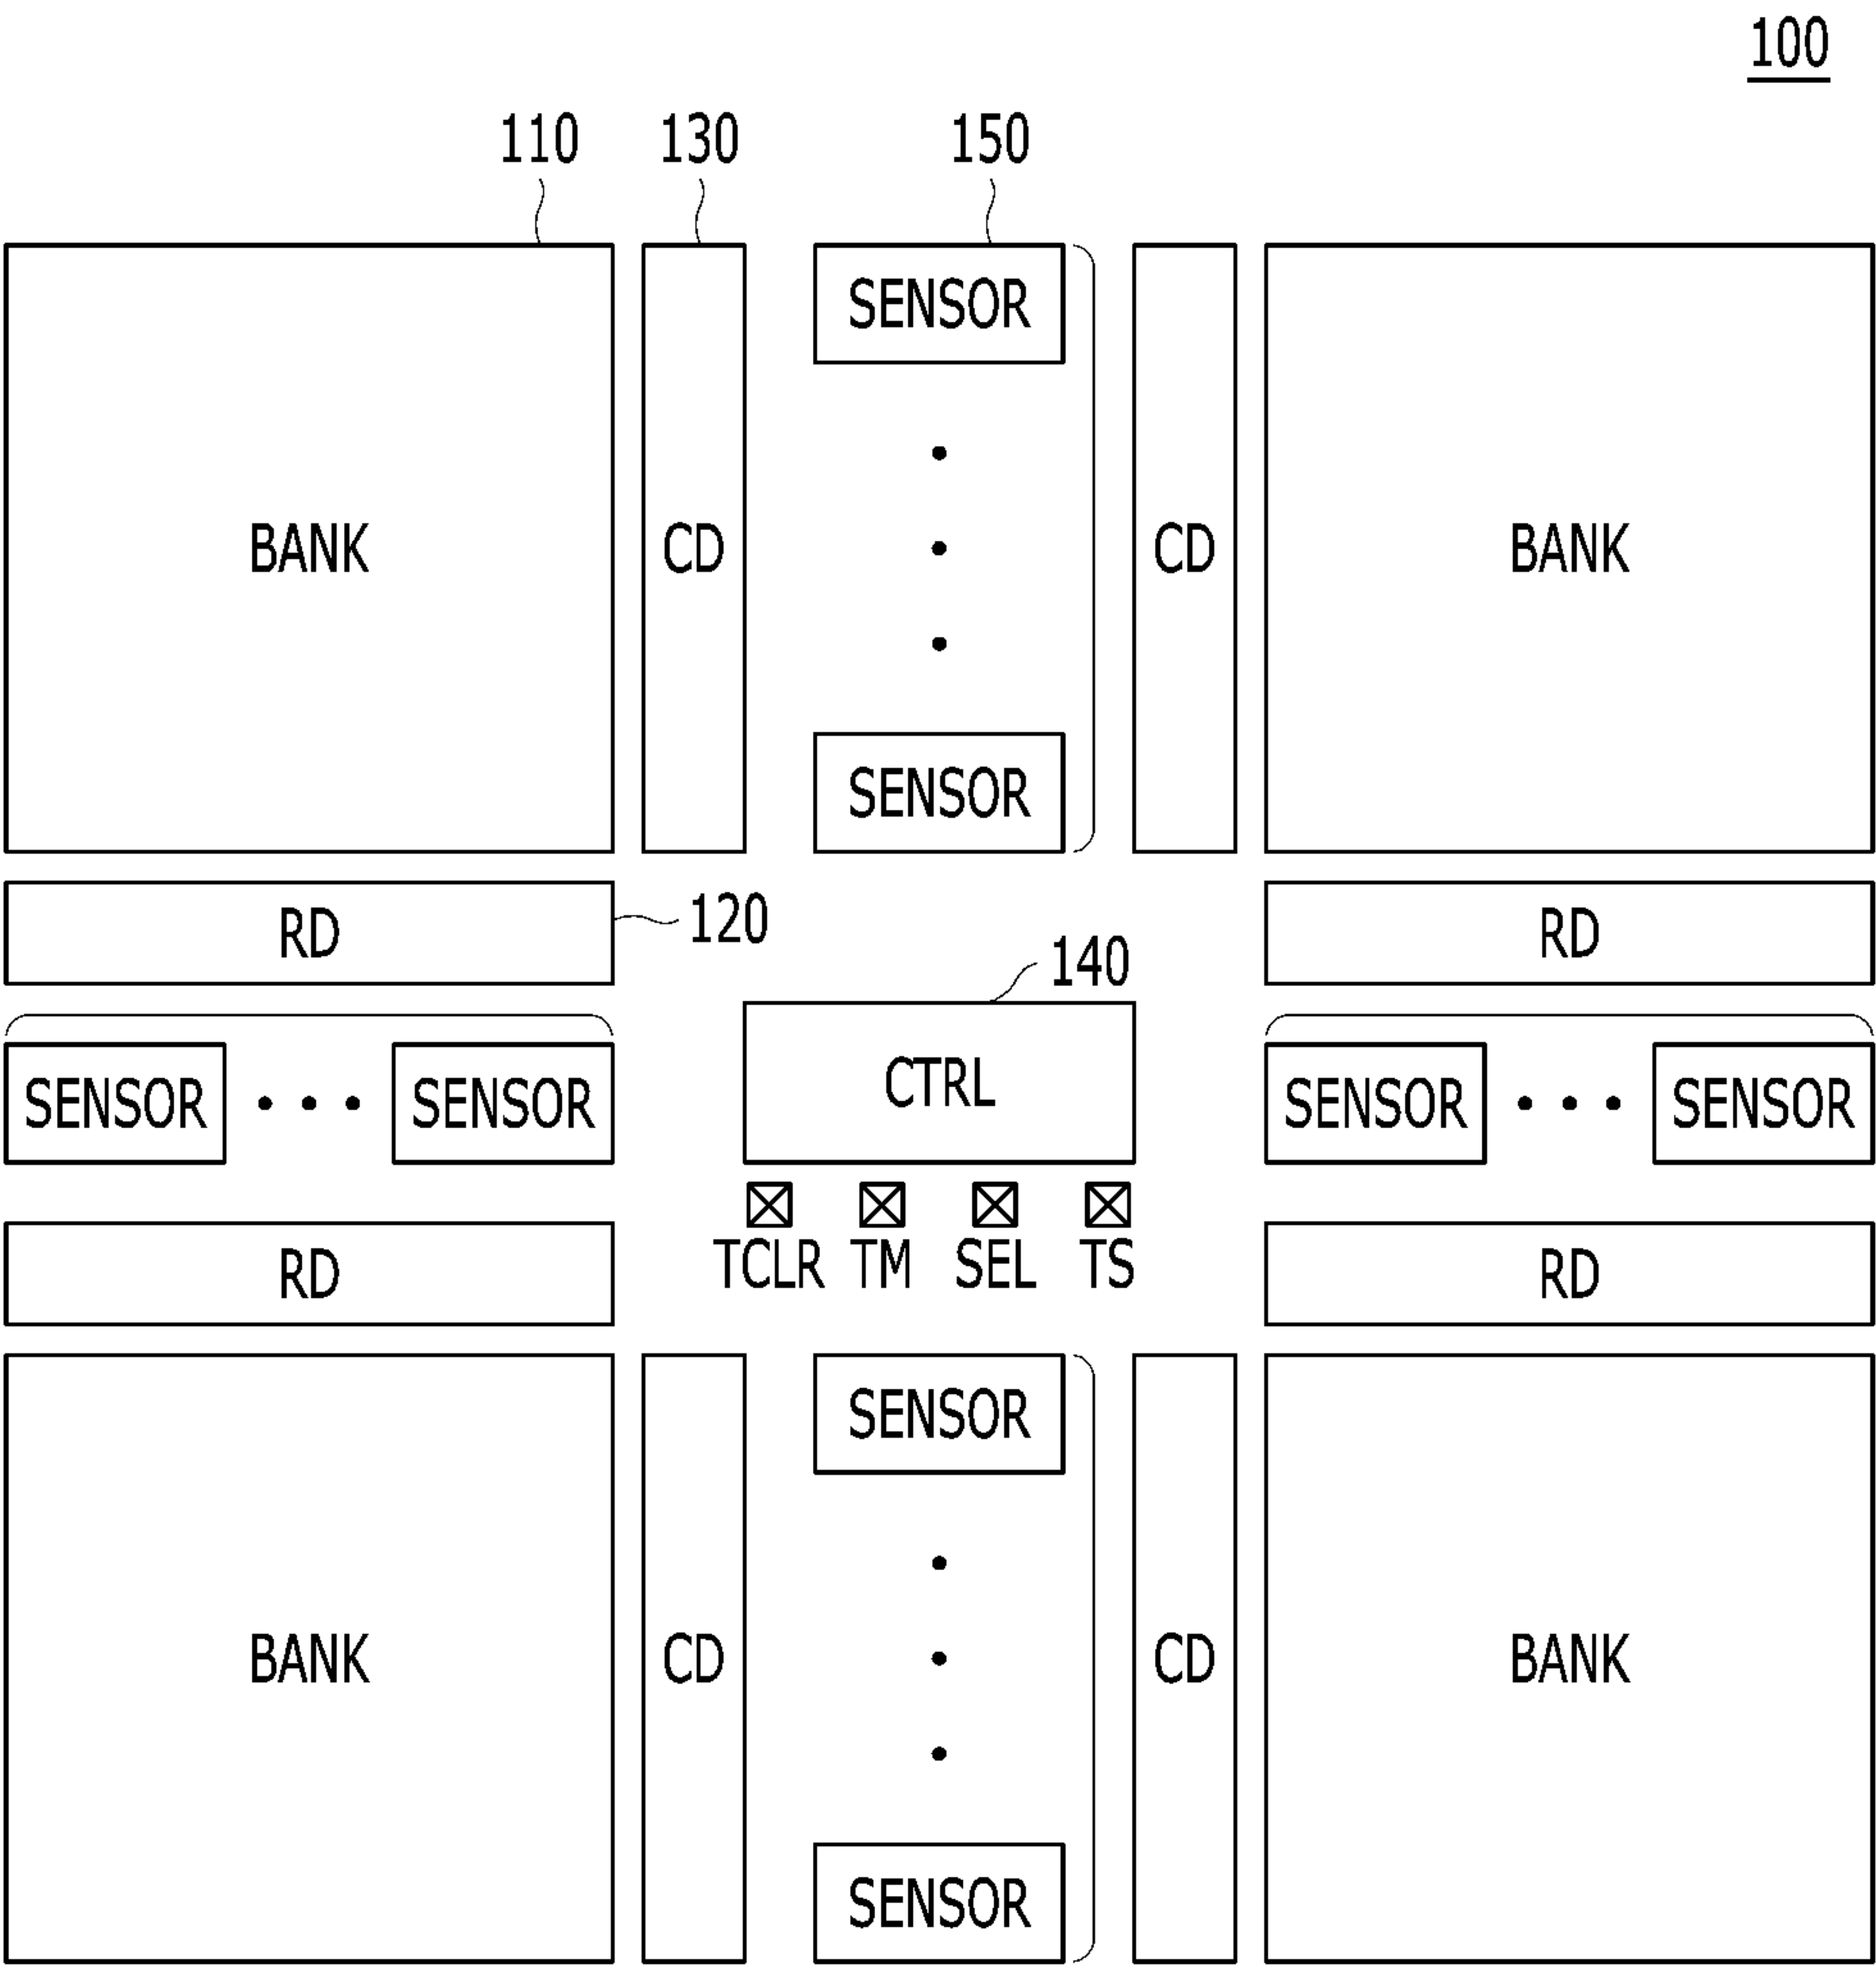 100
110 130 150
SENSOR
BANK CD CD BANK
SENSOR
RD 120 RD
140
CTRL
SENSOR SENSOR SENSOR SENSOR
TCLR TM SEL TS
RD RD
SENSOR
BANK CD CD BANK
SENSOR